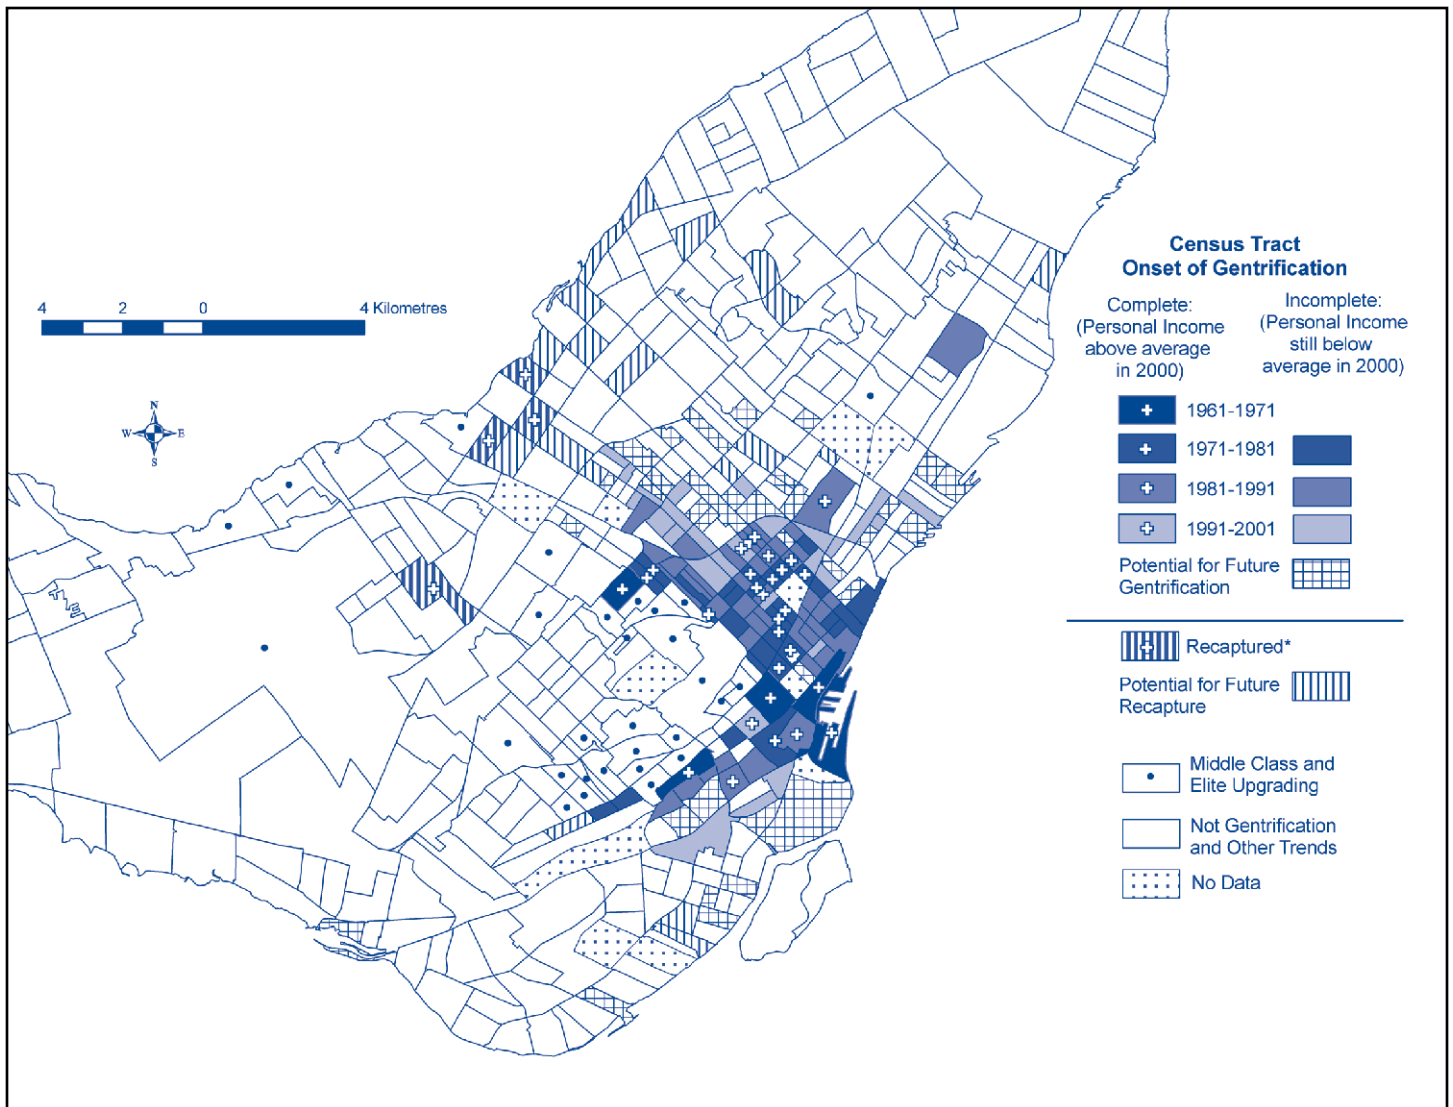 Census Tract
Onset of Gentrification
Complete:
(Personal Income
above average
in 2000)
Incomplete:
(Personal Income
still below
average in 2000)
1961-1971
1971-1981
1981-1991
1991-2001
Potential for Future
Gentrification
Recaptured*
Potential for Future
Recapture
Middle Class and
Elite Upgrading
Not Gentrification
and Other Trends
No Data
4 2 0 4 Kilometres
N
W E
S